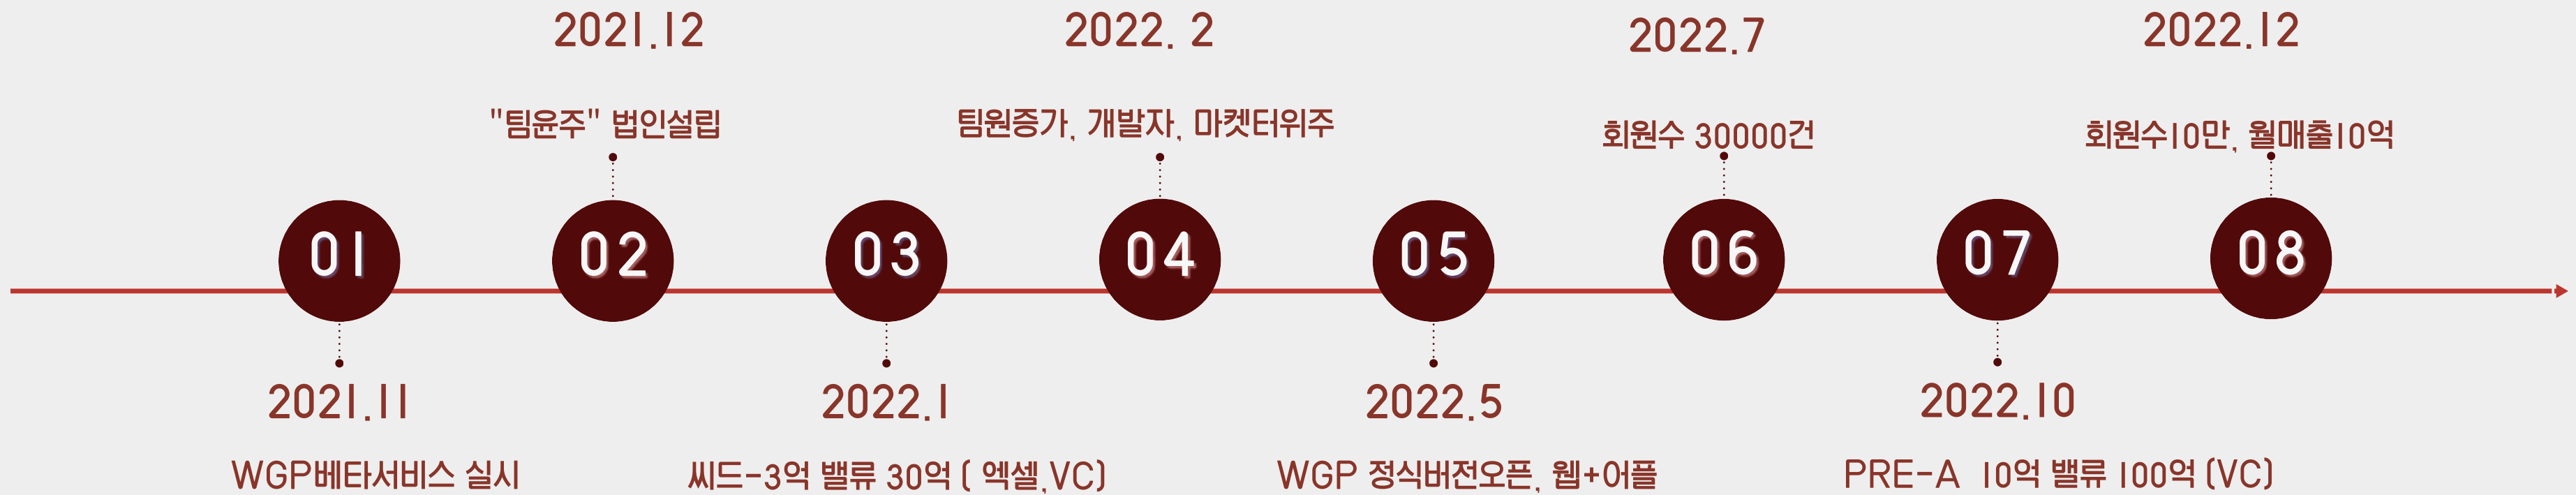 2021.12
2022. 2
2022.7
2022.12
"팀윤주" 법인설립
팀원증가, 개발자, 마켓터위주
회원수 30000건
회원수10만, 월매출10억
01
02
03
04
05
06
07
08
2021.11
2022.1
2022.5
2022.10
WGP베타서비스 실시
씨드-3억 밸류 30억 ( 엑셀,VC)
WGP 정식버전오픈, 웹+어플
PRE-A 10억 밸류 100억 (VC)